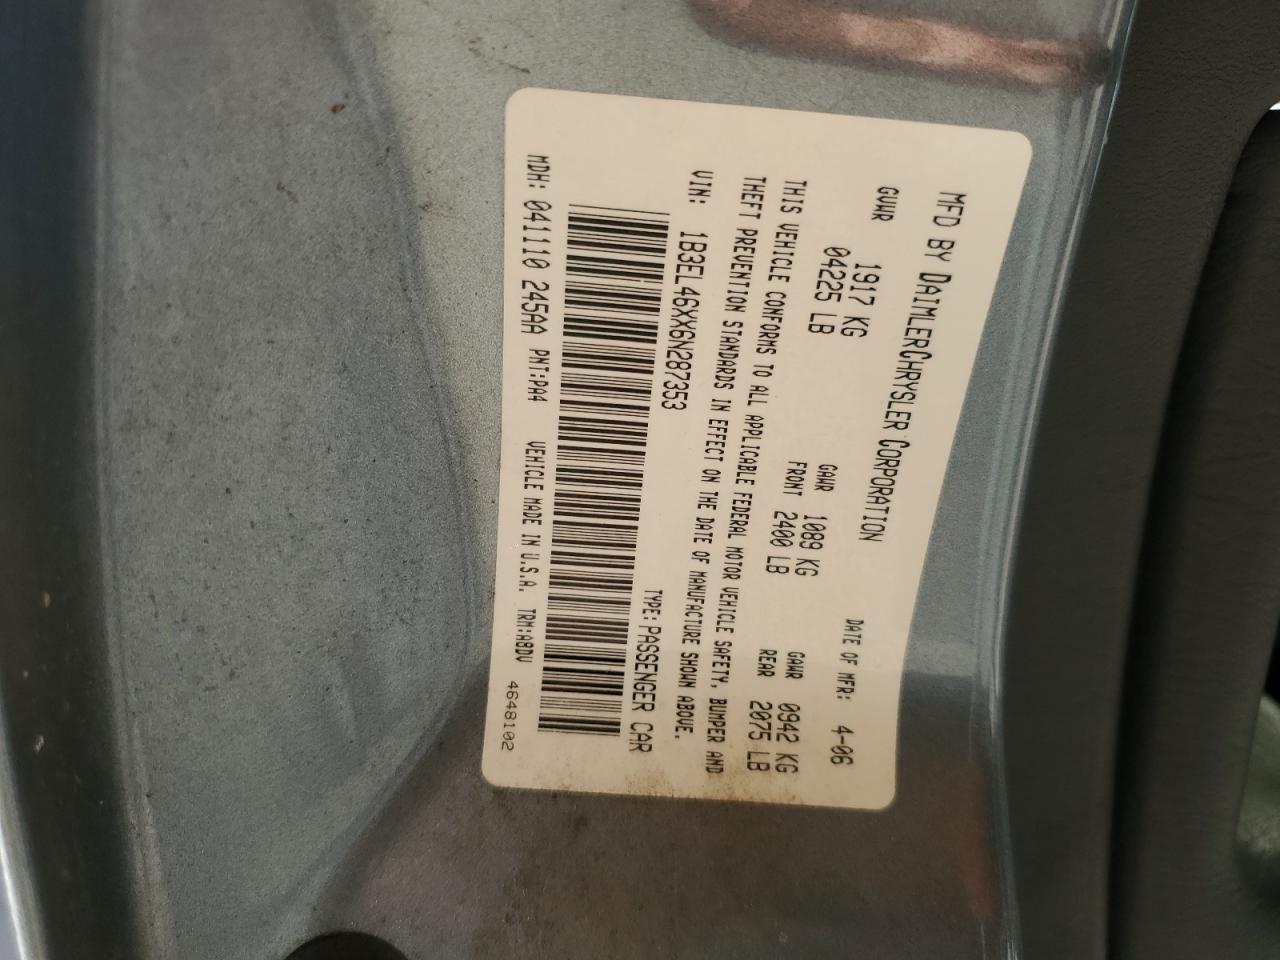 MFD BY DAIMLERCHRYSLER CORPORATION
DATE OF MFR: 4-06
GVWR 1917 KG
04225 LB
GAWR 1089 KG
FRONT 2400 LB
GAWR 0942 KG
REAR 2075 LB
THIS VEHICLE CONFORMS TO ALL APPLICABLE FEDERAL MOTOR VEHICLE SAFETY, BUMPER AND
THEFT PREVENTION STANDARDS IN EFFECT ON THE DATE OF MANUFACTURE SHOWN ABOVE.
VIN: 1B3EL46XX6N287353
TYPE: PASSENGER CAR
MDH: 041110 245AA PNT:PA4 VEHICLE MADE IN U.S.A. TRM:A8DV
4648102